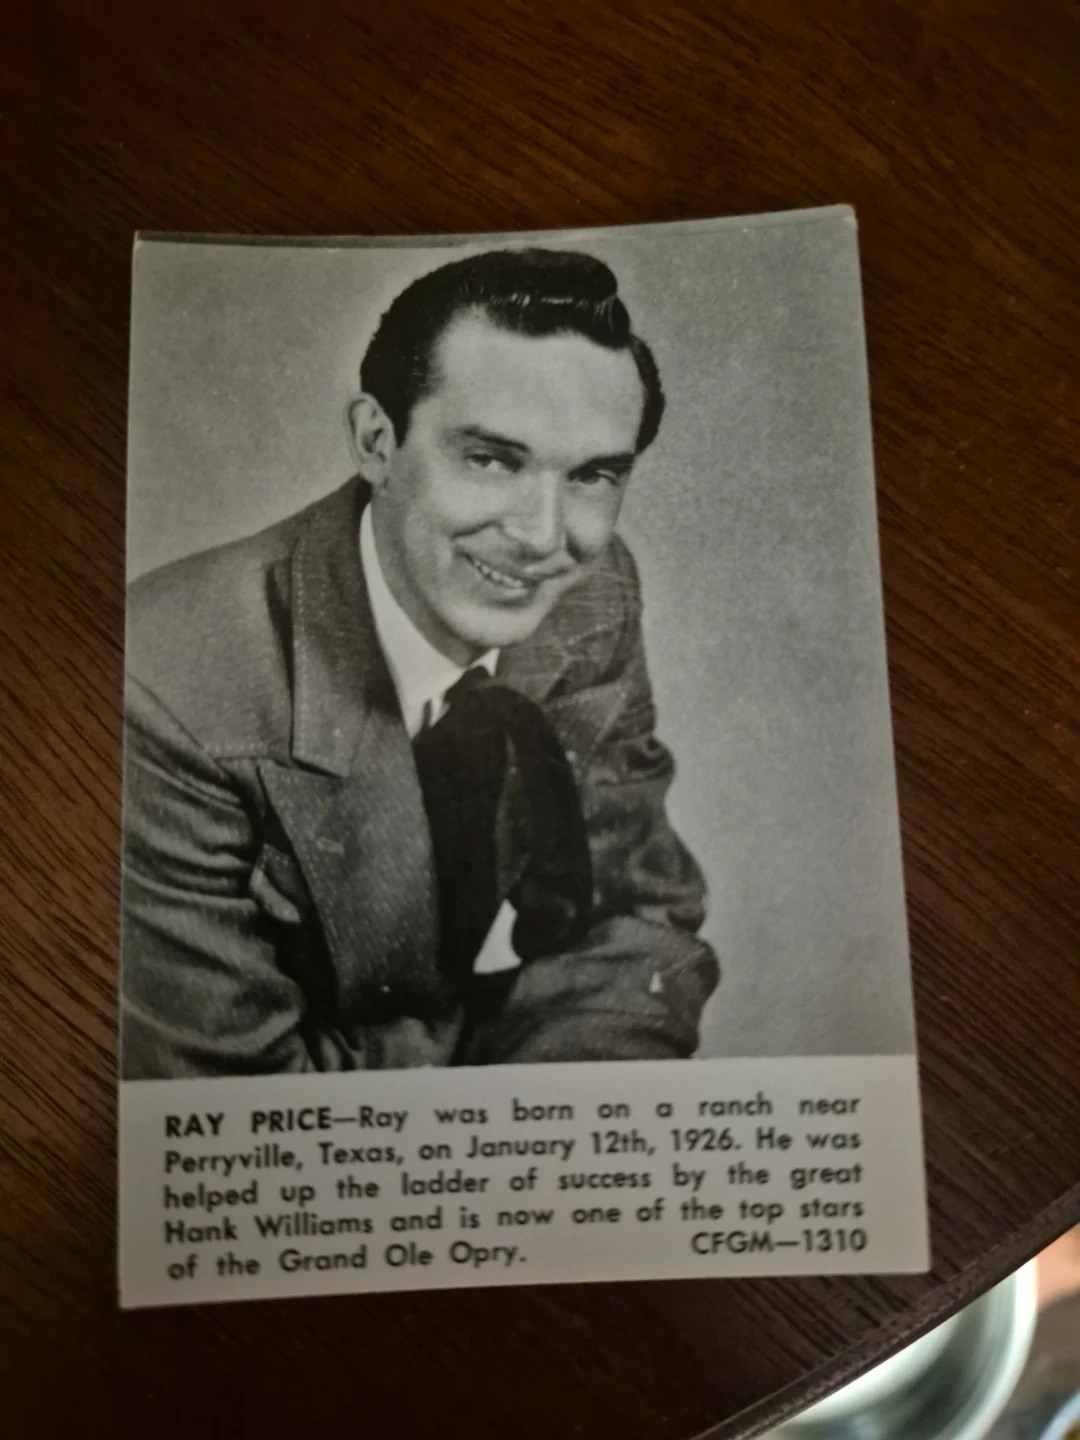 RAY PRICE—Ray was born on a ranch near
Perryville, Texas, on January 12th, 1926. He was
helped up the ladder of success by the great
Hank Williams and is now one of the top stars
of the Grand Ole Opry. CFGM—1310